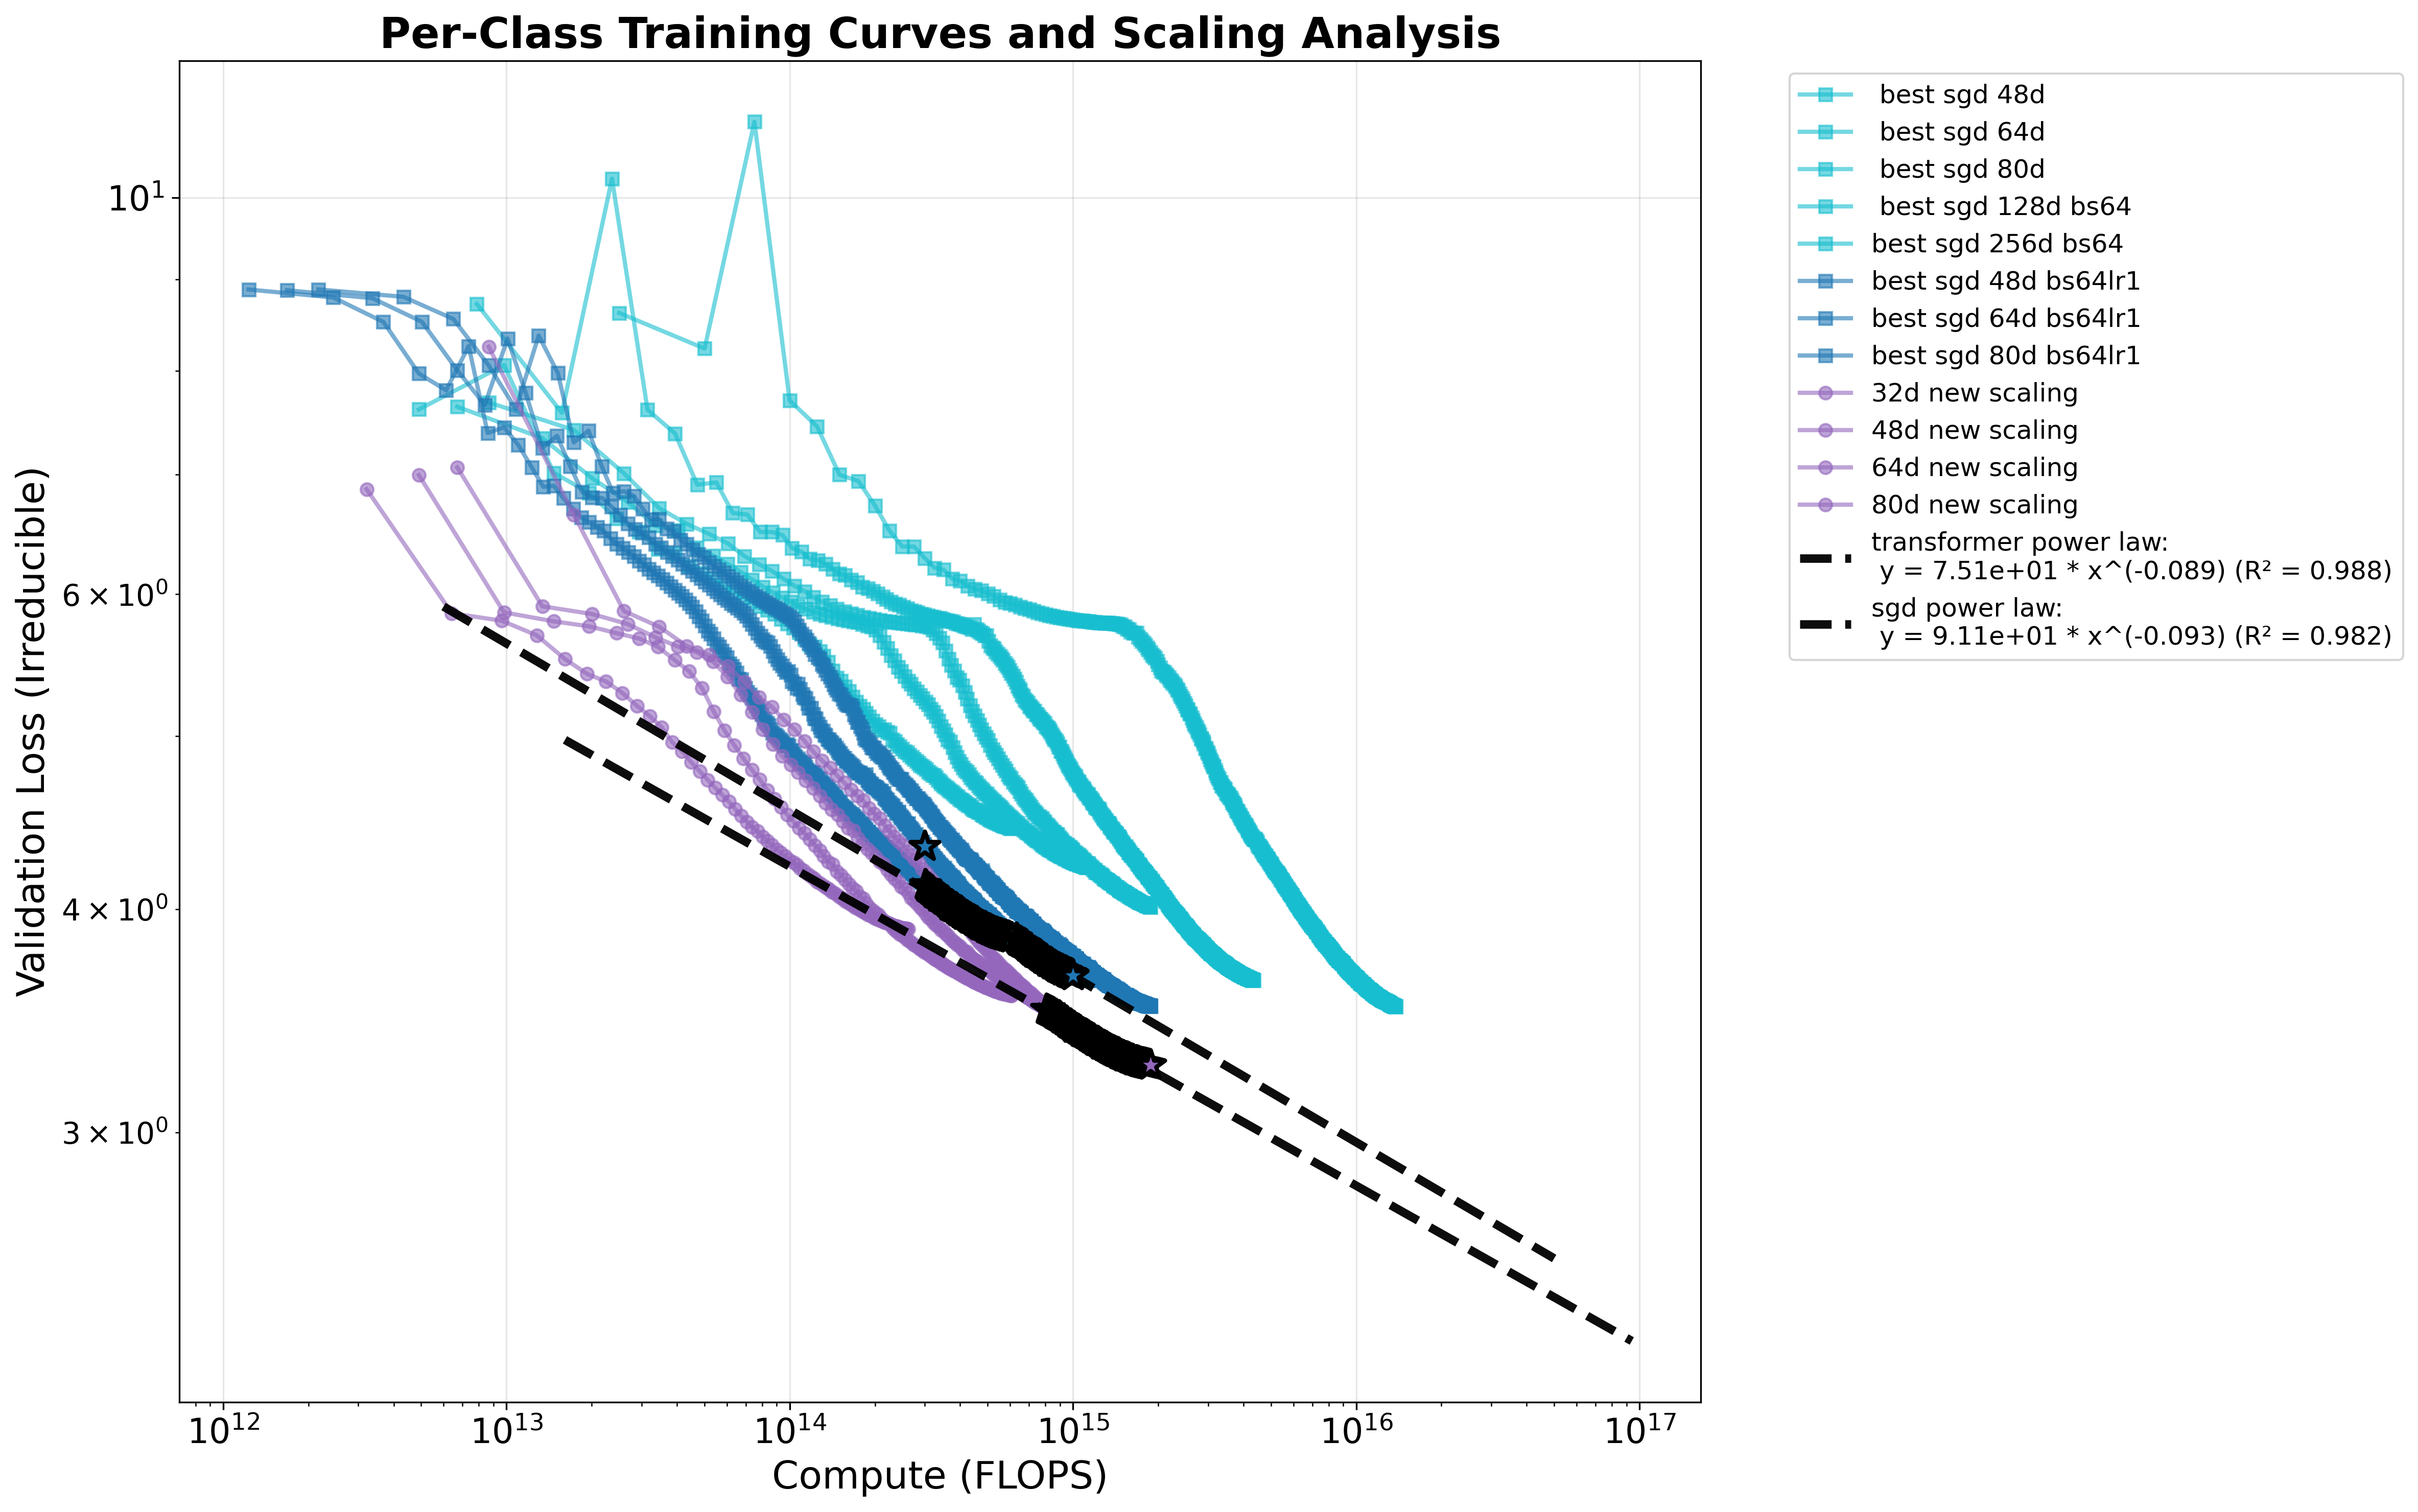 Per-Class Training Curves and Scaling Analysis
Validation Loss (Irreducible)
10¹
6 × 10⁰
4 × 10⁰
3 × 10⁰
10¹² 10¹³ 10¹⁴ 10¹⁵ 10¹⁶ 10¹⁷
Compute (FLOPS)
best sgd 48d
best sgd 64d
best sgd 80d
best sgd 128d bs64
best sgd 256d bs64
best sgd 48d bs64lr1
best sgd 64d bs64lr1
best sgd 80d bs64lr1
32d new scaling
48d new scaling
64d new scaling
80d new scaling
transformer power law:
y = 7.51e+01 * x^(-0.089) (R² = 0.988)
sgd power law:
y = 9.11e+01 * x^(-0.093) (R² = 0.982)